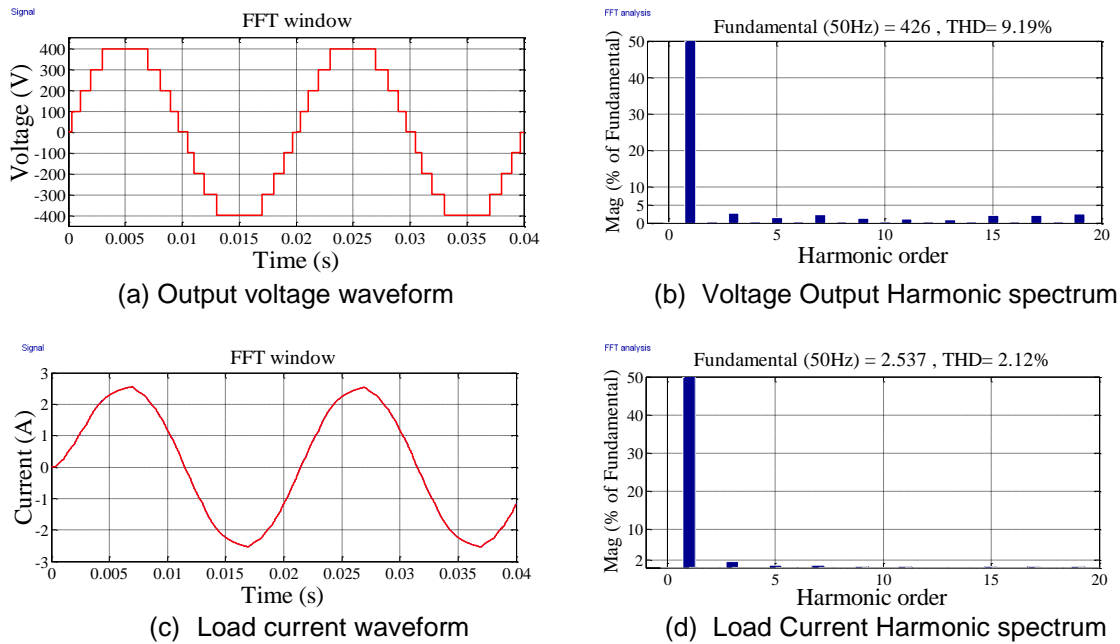 Signal
FFT window
Voltage (V)
400
300
200
100
0
-100
-200
-300
-400
0 0.005 0.01 0.015 0.02 0.025 0.03 0.035 0.04
Time (s)
(a) Output voltage waveform
FFT analysis
Fundamental (50Hz) = 426 , THD= 9.19%
Mag (% of Fundamental)
50
50
30
20
10
5
0
0 5 10 15 20
Harmonic order
(b) Voltage Output Harmonic spectrum
Signal
FFT window
Current (A)
3
2
1
0
-1
-2
-3
0 0.005 0.01 0.015 0.02 0.025 0.03 0.035 0.04
Time (s)
(c) Load current waveform
FFT analysis
Fundamental (50Hz) = 2.537 , THD= 2.12%
Mag (% of Fundamental)
50
50
30
20
10
2
0 5 10 15 20
Harmonic order
(d) Load Current Harmonic spectrum